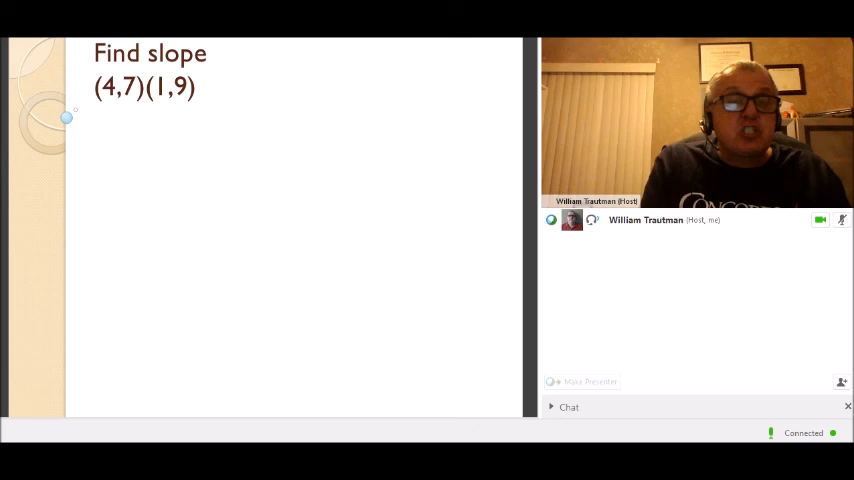 Find slope
(4,7)(1,9)
William Trautman (Host)
William Trautman (Host, me)
Make Presenter
Chat
Connected